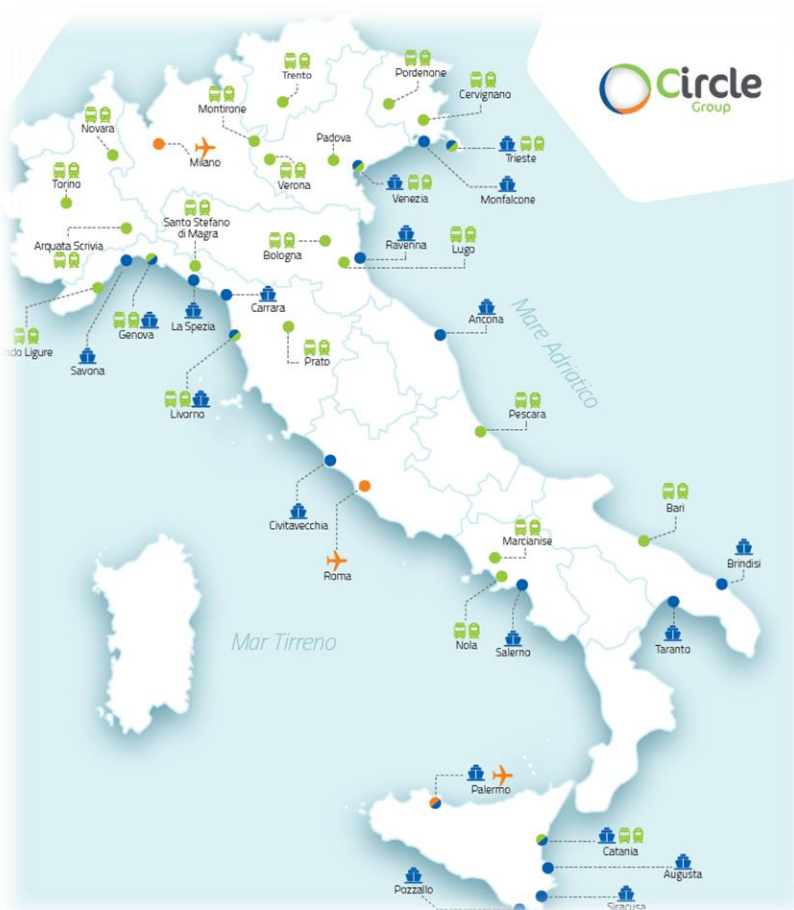 Circle
Group
Trento
Pordenone
Cervignano
Montirone
Novara
Milano
Padova
Verona
Trieste
Monfalcone
Venezia
Torino
Santo Stefano
di Magra
Arquata Scrivia
Bologna
Ravenna
Lugo
Carrara
La Spezia
Genova
Savona
Ligure
Prato
Livorno
Ancona
Mare Adriatico
Pescara
Civitavecchia
Roma
Marcianise
Bari
Brindisi
Nola
Salerno
Taranto
Mar Tirreno
Palermo
Catania
Augusta
Pozzallo
Siracusa